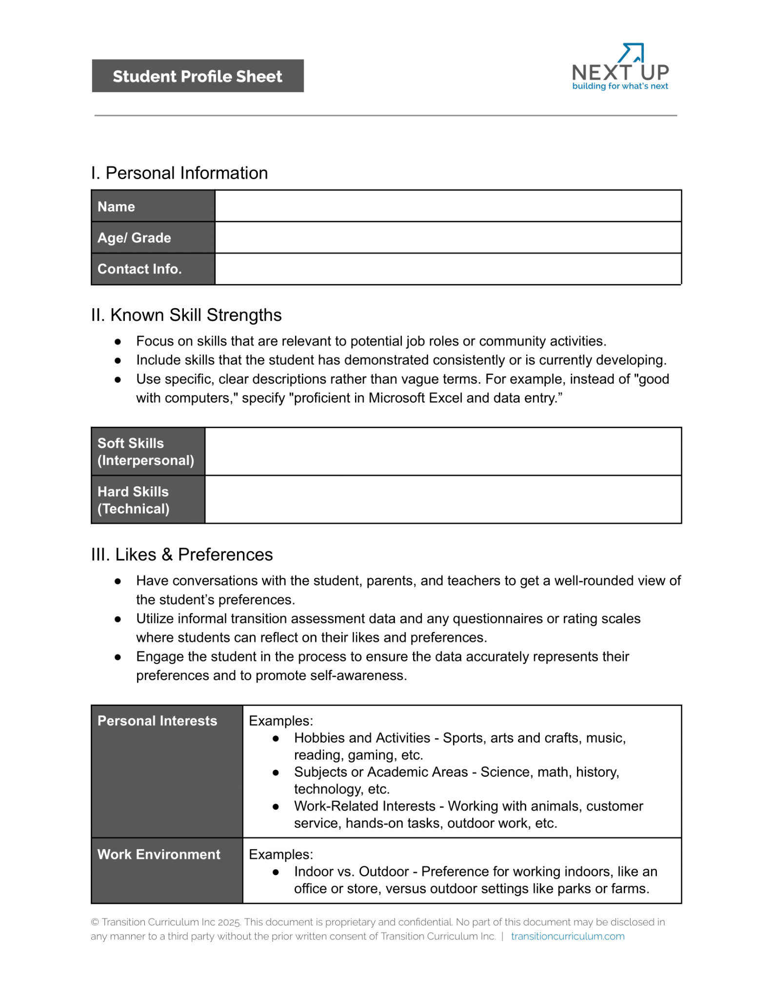 Student Profile Sheet
NEXT UP
building for what's next
I. Personal Information
Name
Age/ Grade
Contact Info.
II. Known Skill Strengths
● Focus on skills that are relevant to potential job roles or community activities.
● Include skills that the student has demonstrated consistently or is currently developing.
● Use specific, clear descriptions rather than vague terms. For example, instead of "good
with computers," specify "proficient in Microsoft Excel and data entry.”
Soft Skills
(Interpersonal)
Hard Skills
(Technical)
III. Likes & Preferences
● Have conversations with the student, parents, and teachers to get a well-rounded view of
the student’s preferences.
● Utilize informal transition assessment data and any questionnaires or rating scales
where students can reflect on their likes and preferences.
● Engage the student in the process to ensure the data accurately represents their
preferences and to promote self-awareness.
Personal Interests
Examples:
● Hobbies and Activities - Sports, arts and crafts, music,
reading, gaming, etc.
● Subjects or Academic Areas - Science, math, history,
technology, etc.
● Work-Related Interests - Working with animals, customer
service, hands-on tasks, outdoor work, etc.
Work Environment
Examples:
● Indoor vs. Outdoor - Preference for working indoors, like an
office or store, versus outdoor settings like parks or farms.
© Transition Curriculum Inc 2025. This document is proprietary and confidential. No part of this document may be disclosed in
any manner to a third party without the prior written consent of Transition Curriculum Inc. | transitioncurriculum.com